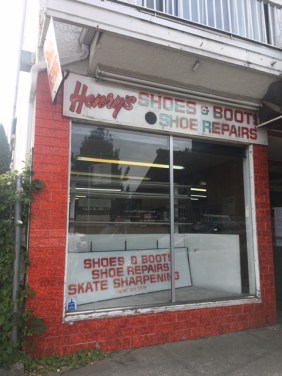 Henry's SHOES & BOOTS
SHOE REPAIRS
SHOES & BOOTS
SHOE REPAIRS
SKATE SHARPENING